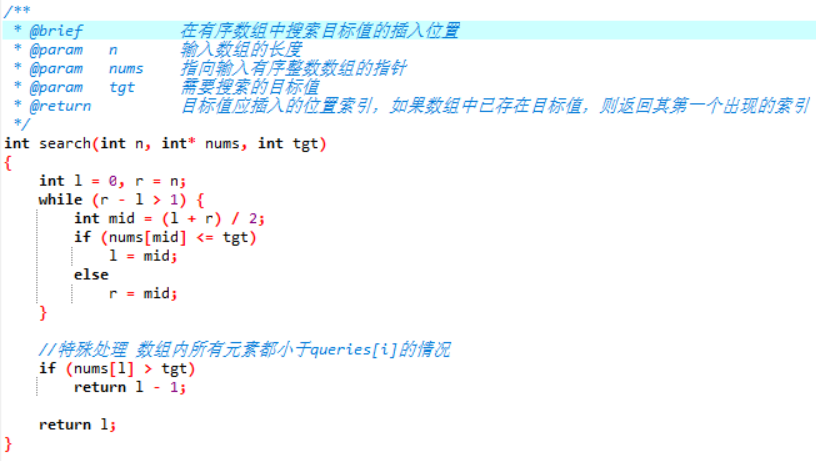 /**
 * @brief 在有序数组中搜索目标值的插入位置
 * @param n 输入数组的长度
 * @param nums 指向输入有序整数数组的指针
 * @param tgt 需要搜索的目标值
 * @return 目标值应插入的位置索引，如果数组中已存在目标值，则返回其第一个出现的索引
 */
int search(int n, int* nums, int tgt)
{
    int l = 0, r = n;
    while (r - l > 1) {
        int mid = (l + r) / 2;
        if (nums[mid] <= tgt)
            l = mid;
        else
            r = mid;
    }

    //特殊处理 数组内所有元素都小于queries[i]的情况
    if (nums[l] > tgt)
        return l - 1;

    return l;
}